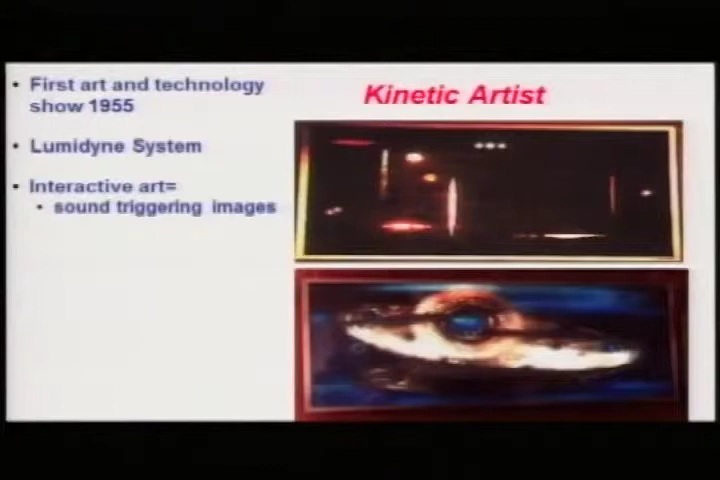 Kinetic Artist
• First art and technology
show 1955
• Lumidyne System
• Interactive art=
• sound triggering images